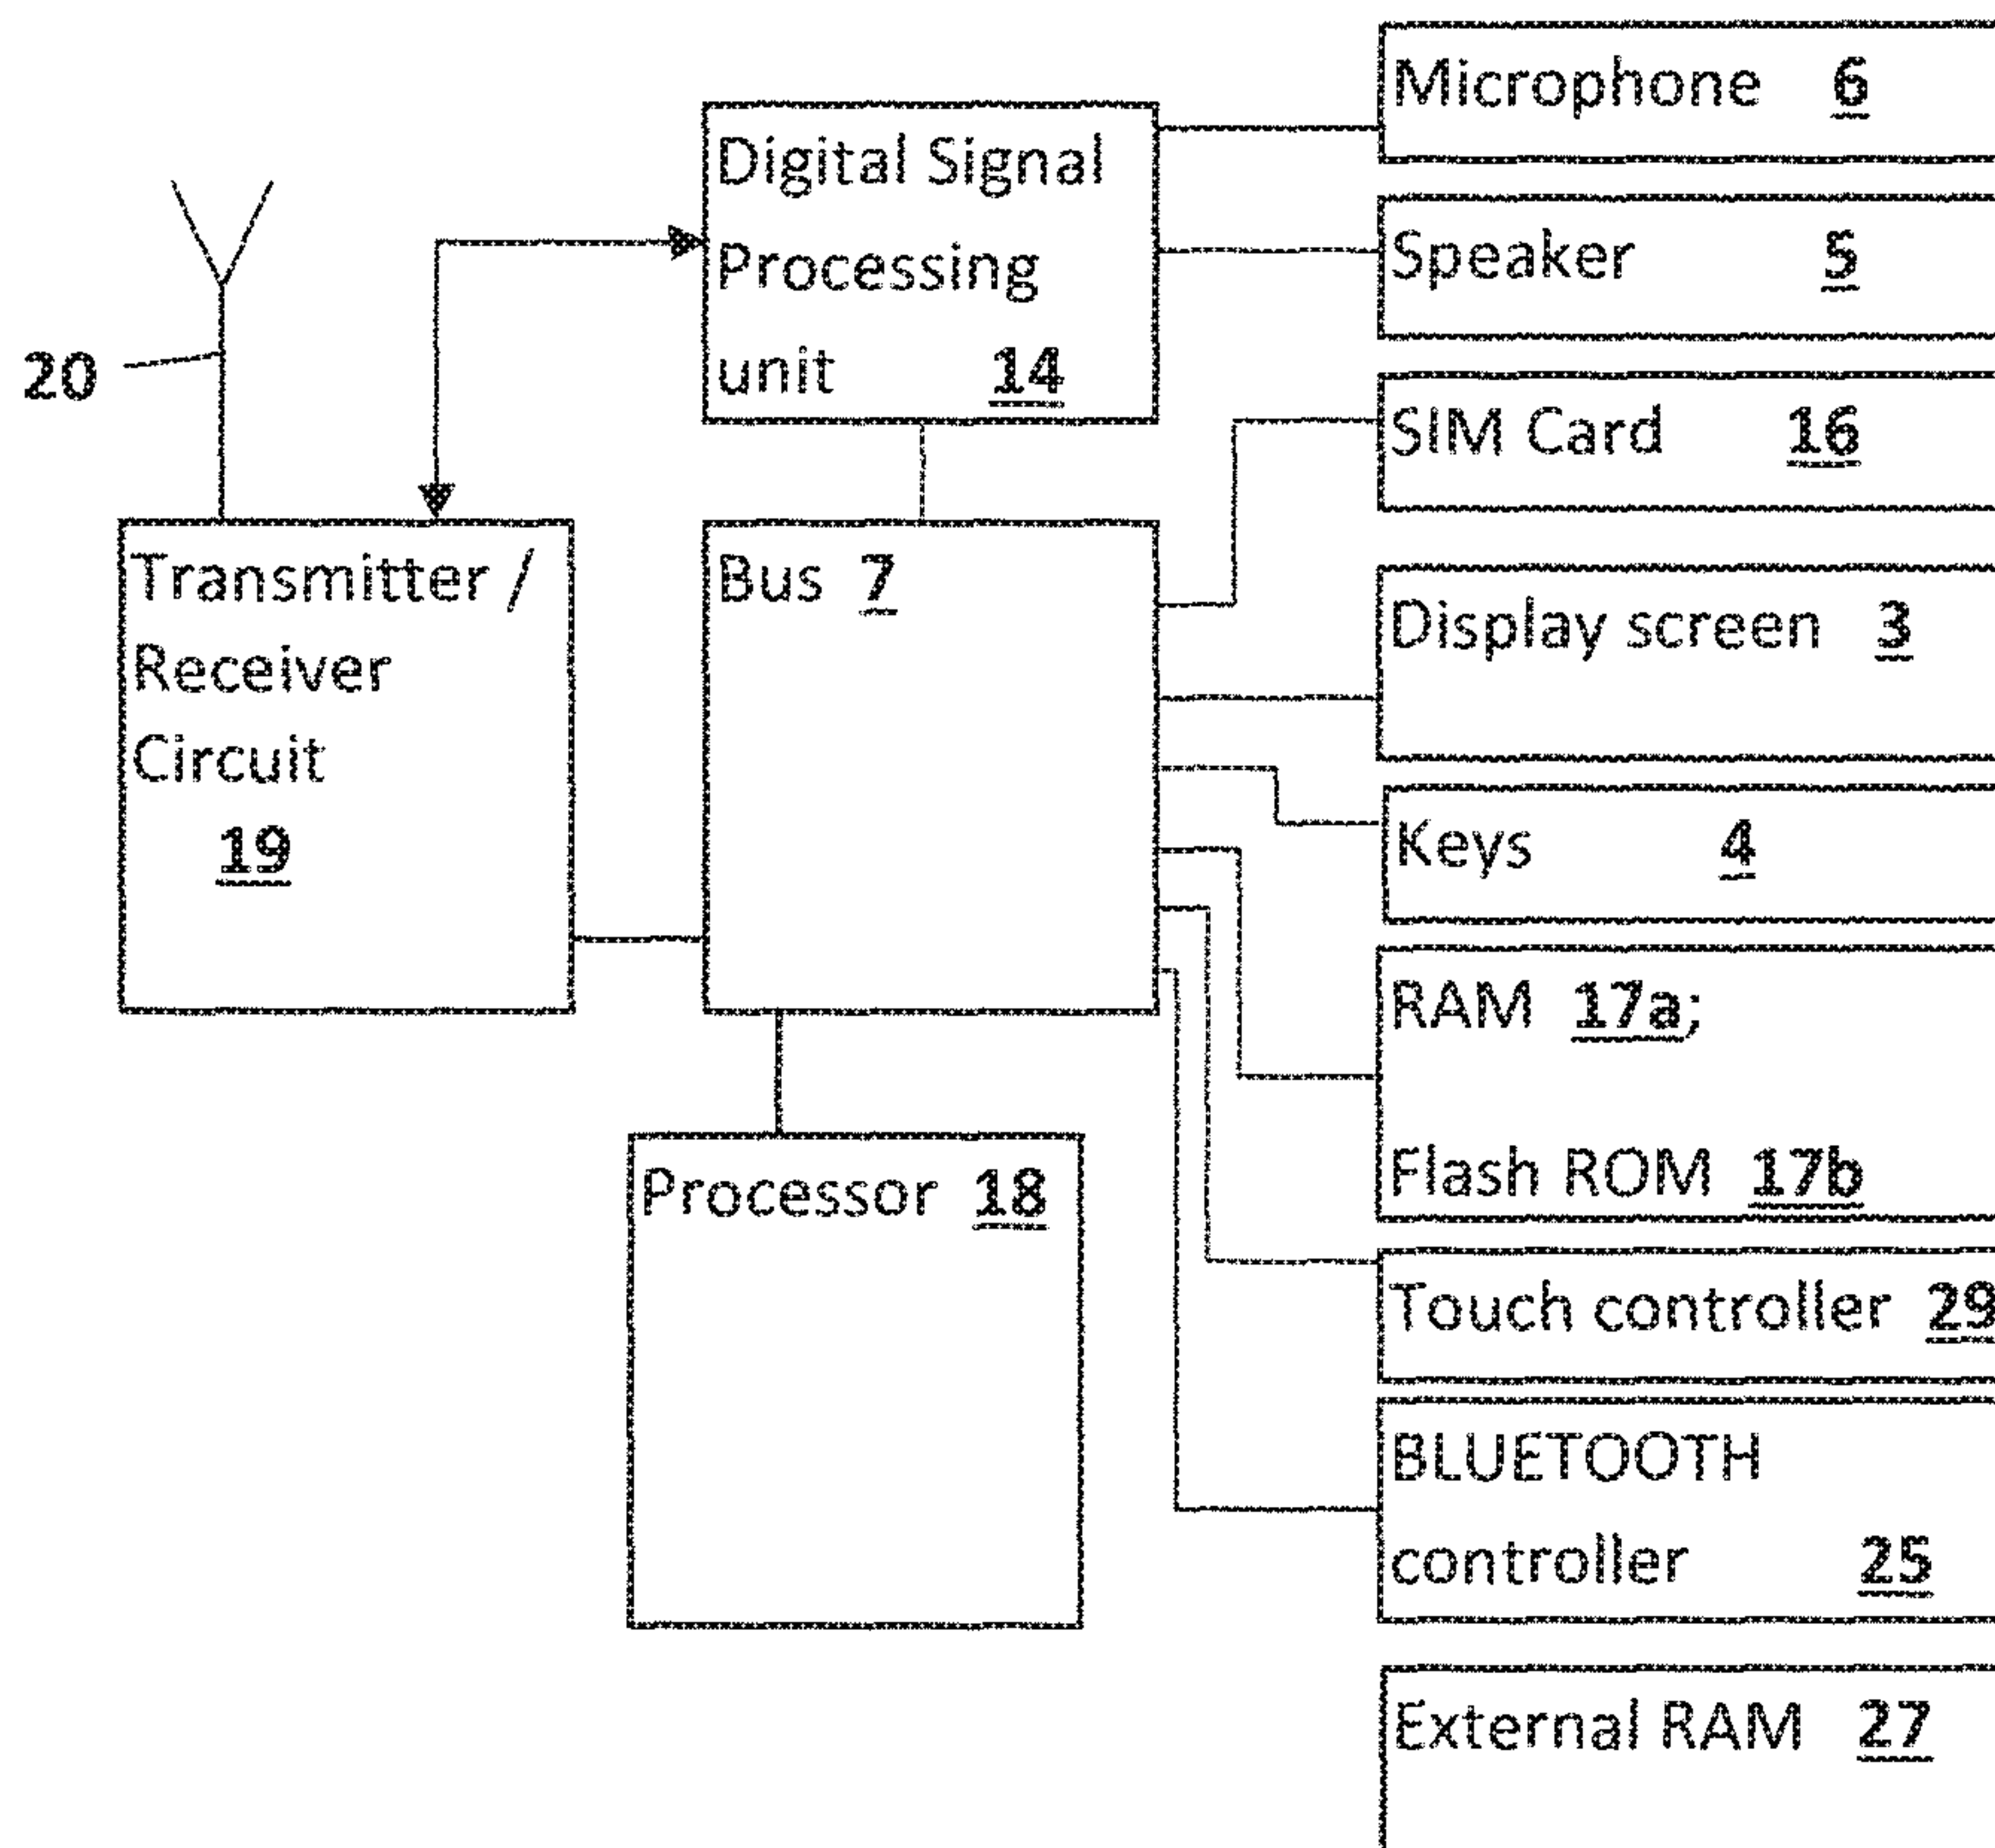 Microphone 6
Digital Signal
Processing
unit 14
Speaker 5
20
SIM Card 16
Transmitter /
Receiver
Circuit
19
Bus 7
Display screen 3
Keys 4
RAM 17a;
Flash ROM 17b
Processor 18
Touch controller 29
BLUETOOTH
controller 25
External RAM 27